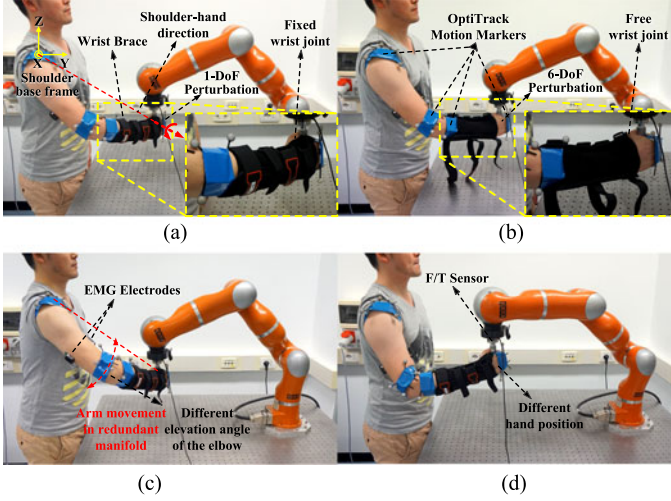 Z
X Y
Shoulder
base frame
Wrist Brace
Shoulder-hand
direction
Fixed
wrist joint
1-DoF
Perturbation
(a)
OptiTrack
Motion Markers
Free
wrist joint
6-DoF
Perturbation
(b)
EMG Electrodes
Arm movement
in redundant
manifold
Different
elevation angle
of the elbow
(c)
F/T Sensor
Different
hand position
(d)